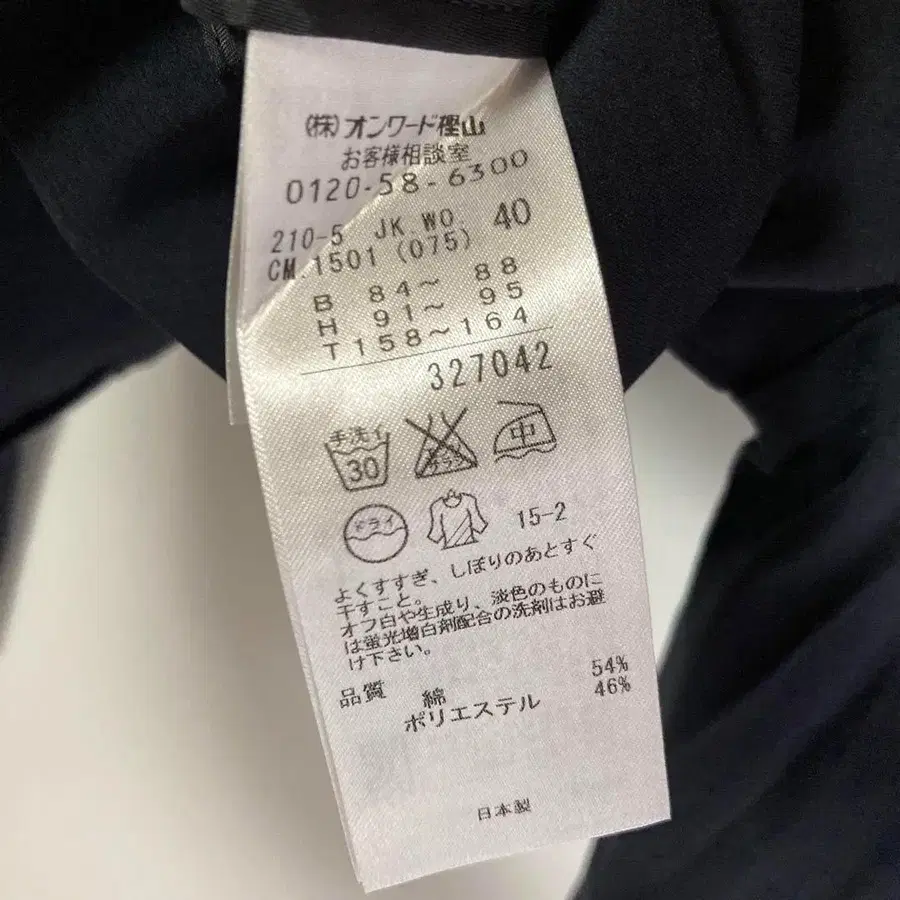 (株)オンワード樫山
お客様相談室
0120-58-6300
210-5 JK.WO. 40
CM 1501 (075)
B 84〜 88
H 91〜 95
T 158〜164
327042
手洗イ
30
中
ドライ
15-2
よくすすぎ、しぼりのあとすぐ
干すこと。
オフ白や生成り、淡色のものに
は蛍光増白剤配合の洗剤はお避
け下さい。
品質 綿 54%
ポリエステル 46%
日本製